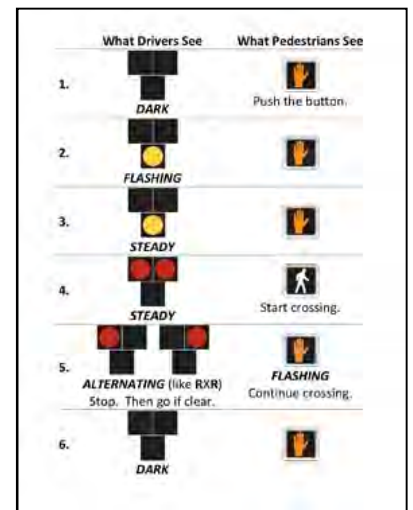 What Drivers See What Pedestrians See
1.
DARK
Push the button.
2.
FLASHING
3.
STEADY
4.
STEADY
Start crossing.
5.
ALTERNATING (like RXR)
Stop. Then go if clear.
FLASHING
Continue crossing.
6.
DARK